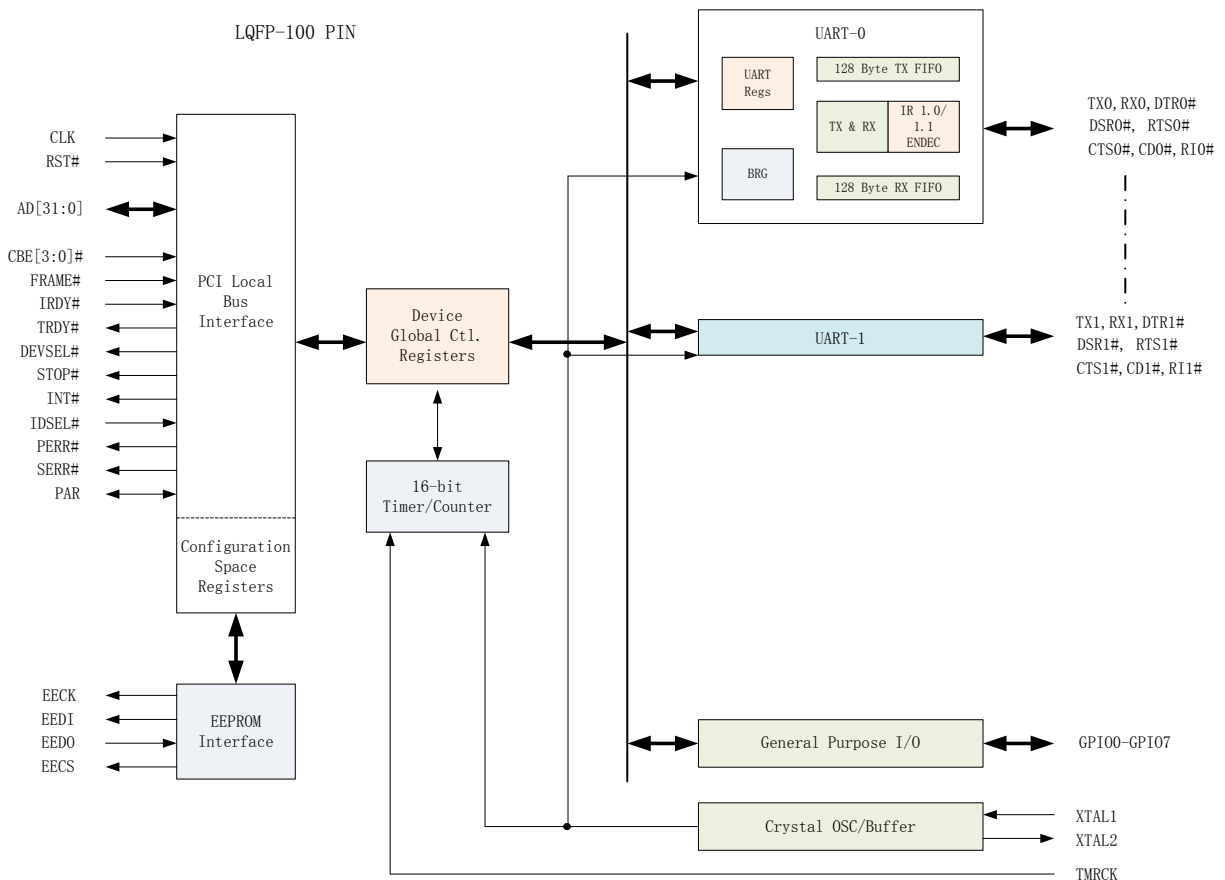 LQFP-100 PIN
CLK
RST#
AD[31:0]
CBE[3:0]#
FRAME#
IRDY#
TRDY#
DEVSEL#
STOP#
INT#
IDSEL#
PERR#
SERR#
PAR
PCI Local
Bus
Interface
Configuration
Space
Registers
EECK
EEDI
EEDO
EECS
EEPROM
Interface
Device
Global Ctl.
Registers
16-bit
Timer/Counter
UART-0
UART
Regs
BRG
128 Byte TX FIFO
TX & RX
IR 1.0/
1.1
ENDEC
128 Byte RX FIFO
TX0,RX0,DTR0#
DSR0#, RTS0#
CTS0#,CD0#,RI0#
UART-1
TX1,RX1,DTR1#
DSR1#, RTS1#
CTS1#,CD1#,RI1#
General Purpose I/O
GPIO0-GPIO7
Crystal OSC/Buffer
XTAL1
XTAL2
TMRCK